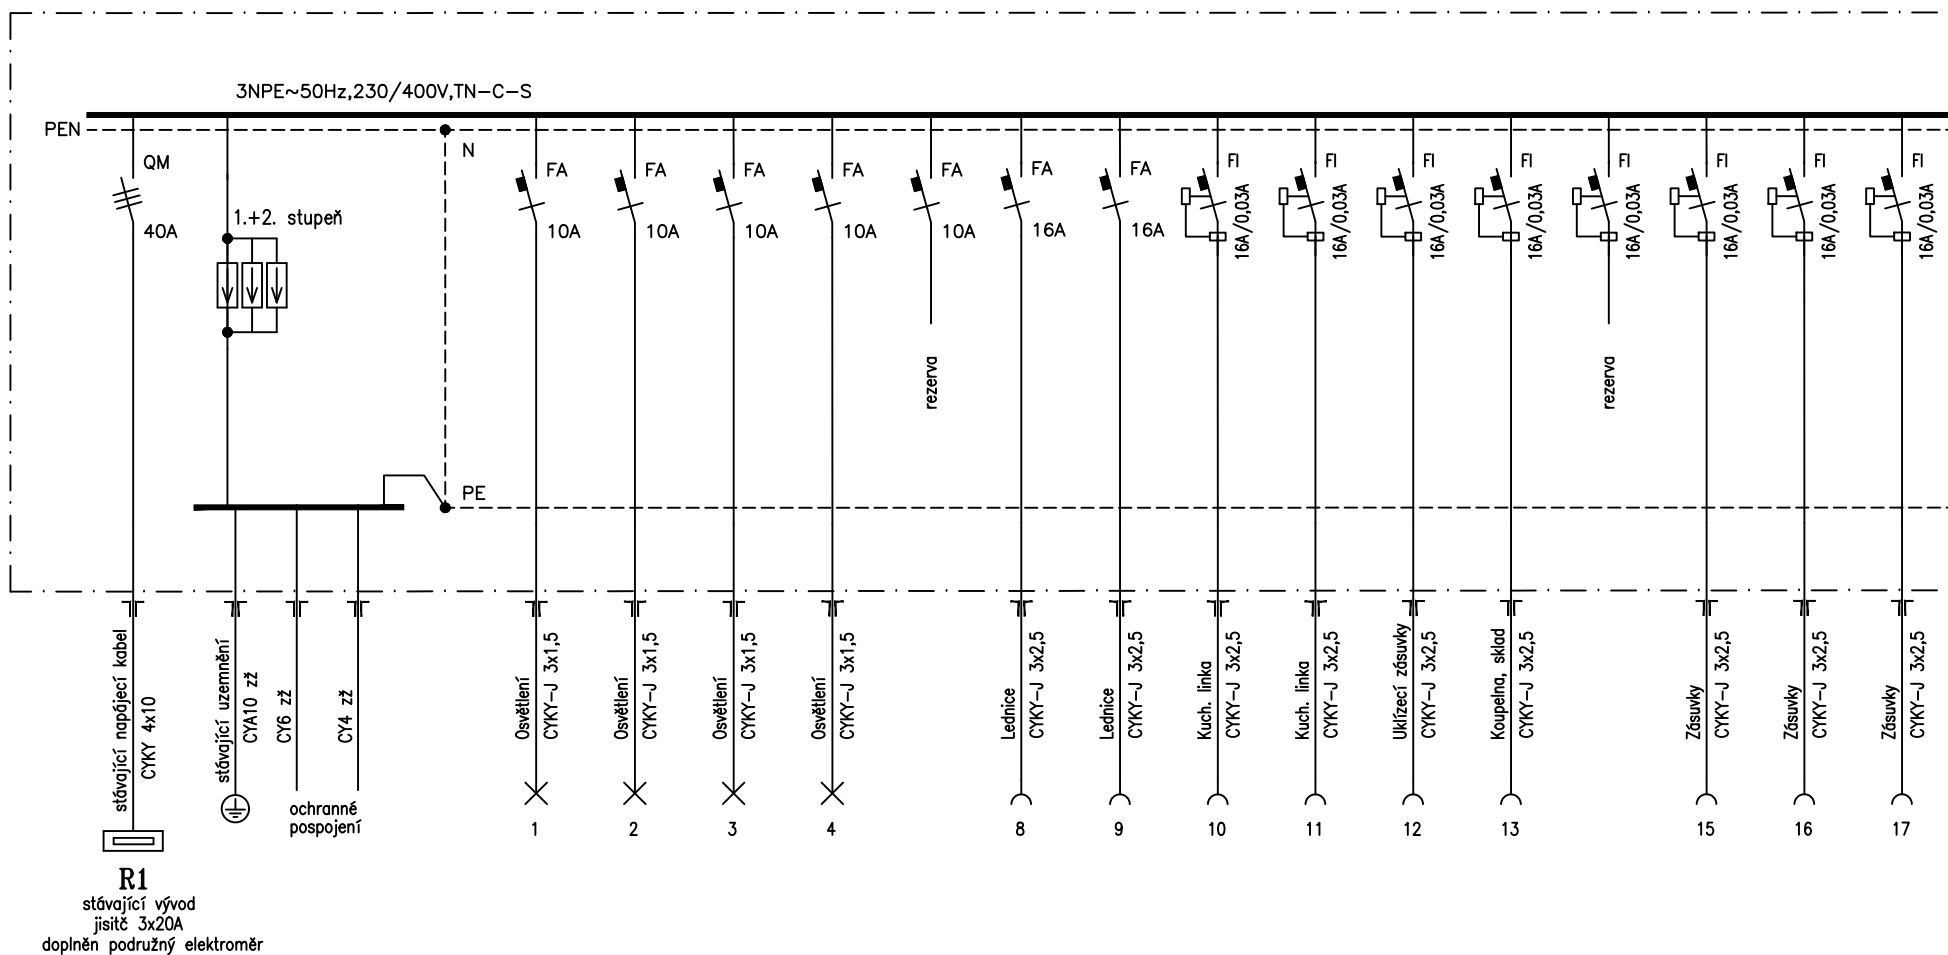 3NPE~50Hz,230/400V,TN-C-S
PEN
N
QM
40A
1.+2. stupeň
PE
FA
10A
FA
10A
FA
10A
FA
10A
FA
10A
rezerva
FA
16A
FA
16A
FI
16A/0,03A
FI
16A/0,03A
FI
16A/0,03A
FI
16A/0,03A
FI
16A/0,03A
rezerva
FI
16A/0,03A
FI
16A/0,03A
FI
16A/0,03A
stávající napájecí kabel
CYKY 4x10
stávající uzemnění
CYA10 zž
CY6 zž
CY4 zž
ochranné
pospojení
Osvětlení
CYKY-J 3x1,5
1
Osvětlení
CYKY-J 3x1,5
2
Osvětlení
CYKY-J 3x1,5
3
Osvětlení
CYKY-J 3x1,5
4
Lednice
CYKY-J 3x2,5
8
Lednice
CYKY-J 3x2,5
9
Kuch. linka
CYKY-J 3x2,5
10
Kuch. linka
CYKY-J 3x2,5
11
Uklízecí zásuvky
CYKY-J 3x2,5
12
Koupelna, sklad
CYKY-J 3x2,5
13
Zásuvky
CYKY-J 3x2,5
15
Zásuvky
CYKY-J 3x2,5
16
Zásuvky
CYKY-J 3x2,5
17
R1
stávající vývod
jisitč 3x20A
doplněn podružný elektroměr